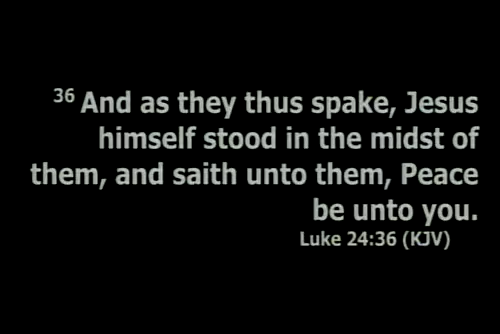 36 And as they thus spake, Jesus
himself stood in the midst of
them, and saith unto them, Peace
be unto you.
Luke 24:36 (KJV)